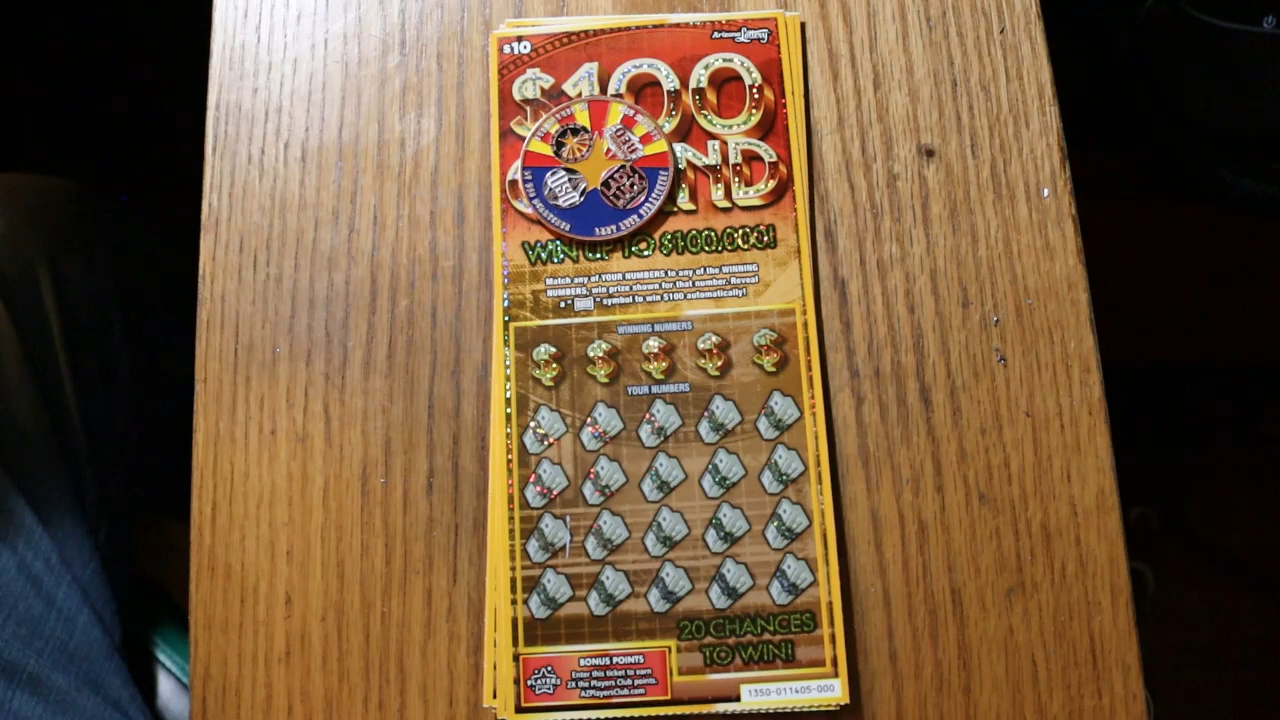 $10
Arizona Lottery
$100
ND
WIN UP TO $100,000!
Match any of YOUR NUMBERS to any of the WINNING
NUMBERS, win prize shown for that number. Reveal
a " " symbol to win $100 automatically!
WINNING NUMBERS
$ $ $ $ $
YOUR NUMBERS
20 CHANCES
TO WIN!
PLAYERS
CLUB
BONUS POINTS
Enter this ticket to earn
2X the Players Club points.
AZPlayersClub.com
1350-011405-000